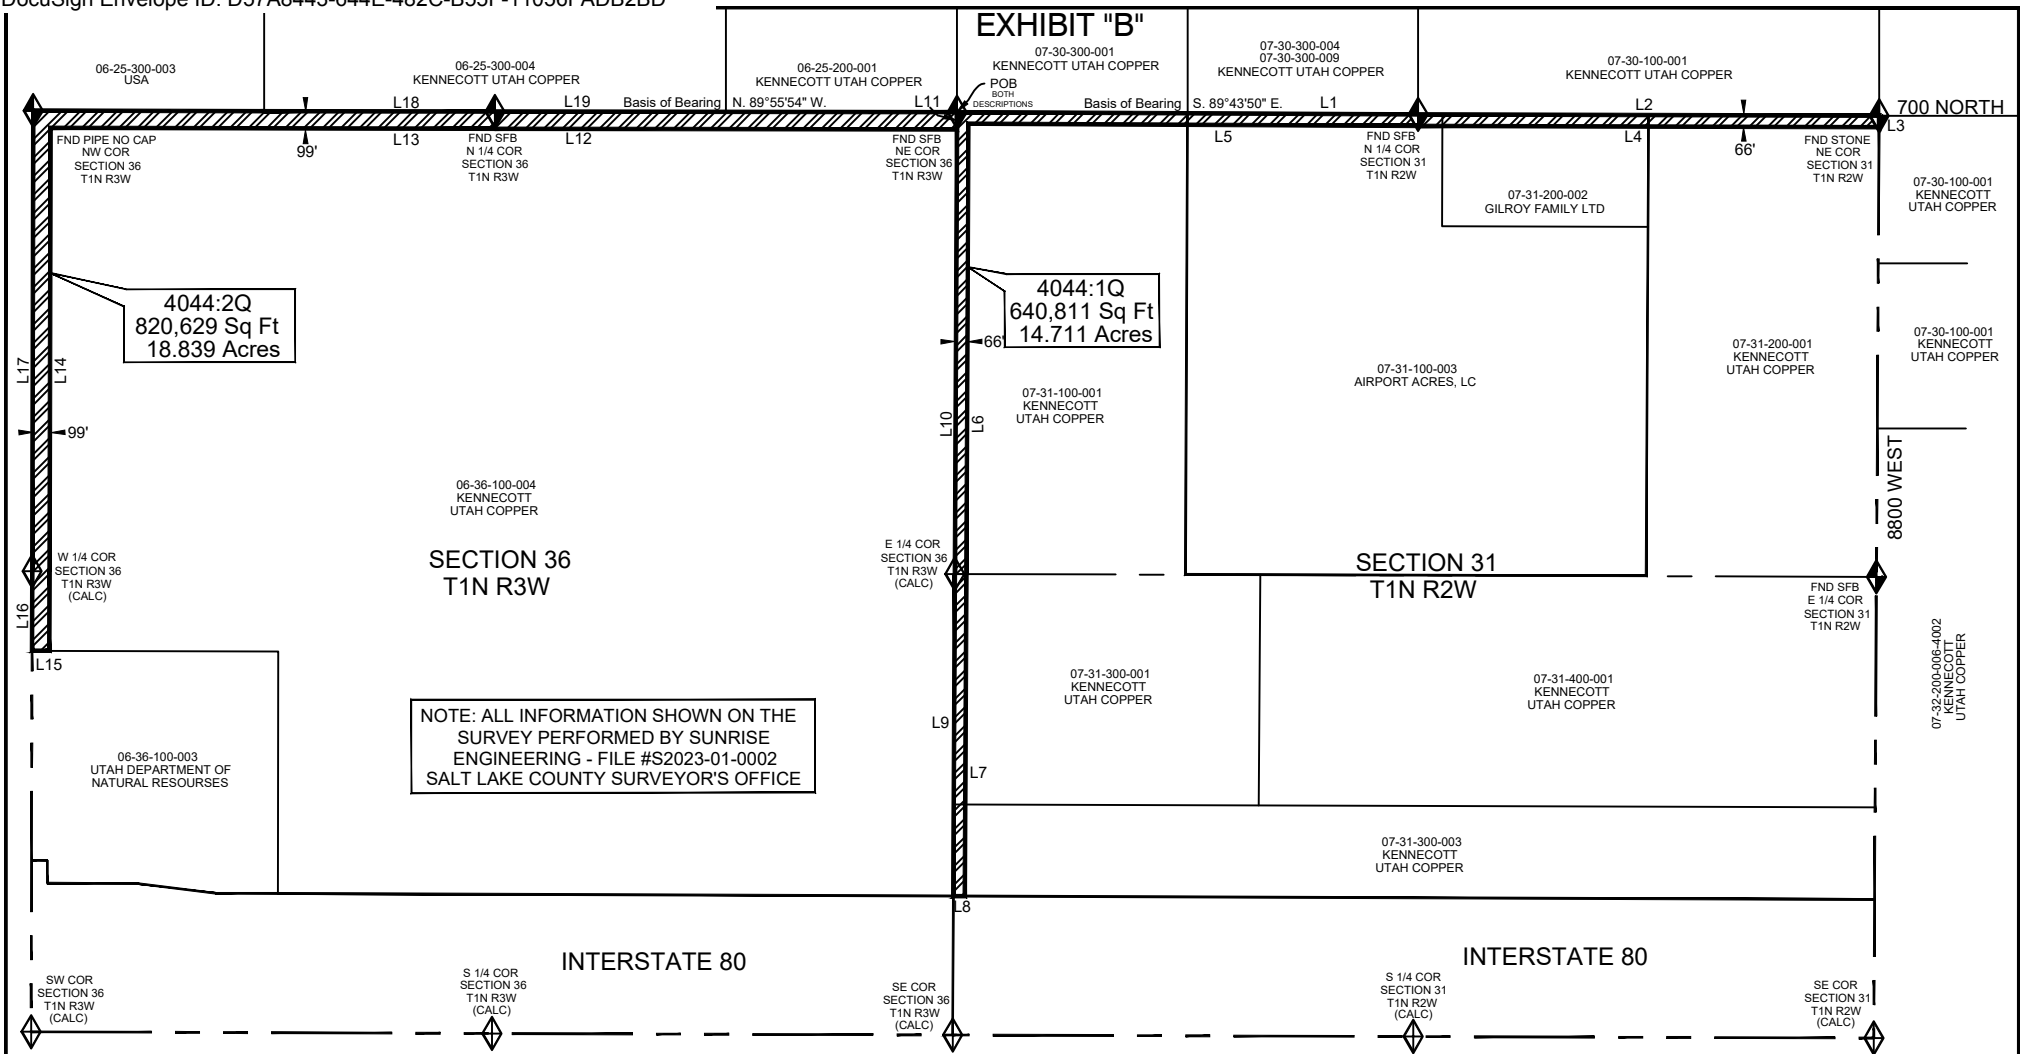 DocuSign Envelope ID: D57A8445-644E-482C-B55F-11056FADB2BD
EXHIBIT "B"
06-25-300-003
USA
06-25-300-004
KENNECOTT UTAH COPPER
06-25-200-001
KENNECOTT UTAH COPPER
07-30-300-001
KENNECOTT UTAH COPPER
07-30-300-004
07-30-300-009
KENNECOTT UTAH COPPER
07-30-100-001
KENNECOTT UTAH COPPER
POB
BOTH
DESCRIPTIONS
L18
L19
Basis of Bearing
N. 89°55'54" W.
L11
Basis of Bearing
S. 89°43'50" E.
L1
L2
700 NORTH
L3
FND PIPE NO CAP
NW COR
SECTION 36
T1N R3W
99'
L13
FND SFB
N 1/4 COR
SECTION 36
T1N R3W
L12
FND SFB
NE COR
SECTION 36
T1N R3W
L5
FND SFB
N 1/4 COR
SECTION 31
T1N R2W
L4
66'
FND STONE
NE COR
SECTION 31
T1N R2W
07-30-100-001
KENNECOTT
UTAH COPPER
07-31-200-002
GILROY FAMILY LTD
4044:2Q
820,629 Sq Ft
18.839 Acres
4044:1Q
640,811 Sq Ft
14.711 Acres
66'
07-31-200-001
KENNECOTT
UTAH COPPER
07-30-100-001
KENNECOTT
UTAH COPPER
L17
L14
99'
07-31-100-003
AIRPORT ACRES, LC
07-31-100-001
KENNECOTT
UTAH COPPER
L10
L6
8800 WEST
06-36-100-004
KENNECOTT
UTAH COPPER
SECTION 36
T1N R3W
W 1/4 COR
SECTION 36
T1N R3W
(CALC)
E 1/4 COR
SECTION 36
T1N R3W
(CALC)
SECTION 31
T1N R2W
FND SFB
E 1/4 COR
SECTION 31
T1N R2W
L16
L15
07-32-200-006-4002
KENNECOTT
UTAH COPPER
07-31-300-001
KENNECOTT
UTAH COPPER
07-31-400-001
KENNECOTT
UTAH COPPER
NOTE: ALL INFORMATION SHOWN ON THE
SURVEY PERFORMED BY SUNRISE
ENGINEERING - FILE #S2023-01-0002
SALT LAKE COUNTY SURVEYOR'S OFFICE
L9
L7
06-36-100-003
UTAH DEPARTMENT OF
NATURAL RESOURSES
07-31-300-003
KENNECOTT
UTAH COPPER
L8
INTERSTATE 80
INTERSTATE 80
SW COR
SECTION 36
T1N R3W
(CALC)
S 1/4 COR
SECTION 36
T1N R3W
(CALC)
SE COR
SECTION 36
T1N R3W
(CALC)
S 1/4 COR
SECTION 31
T1N R2W
(CALC)
SE COR
SECTION 31
T1N R2W
(CALC)